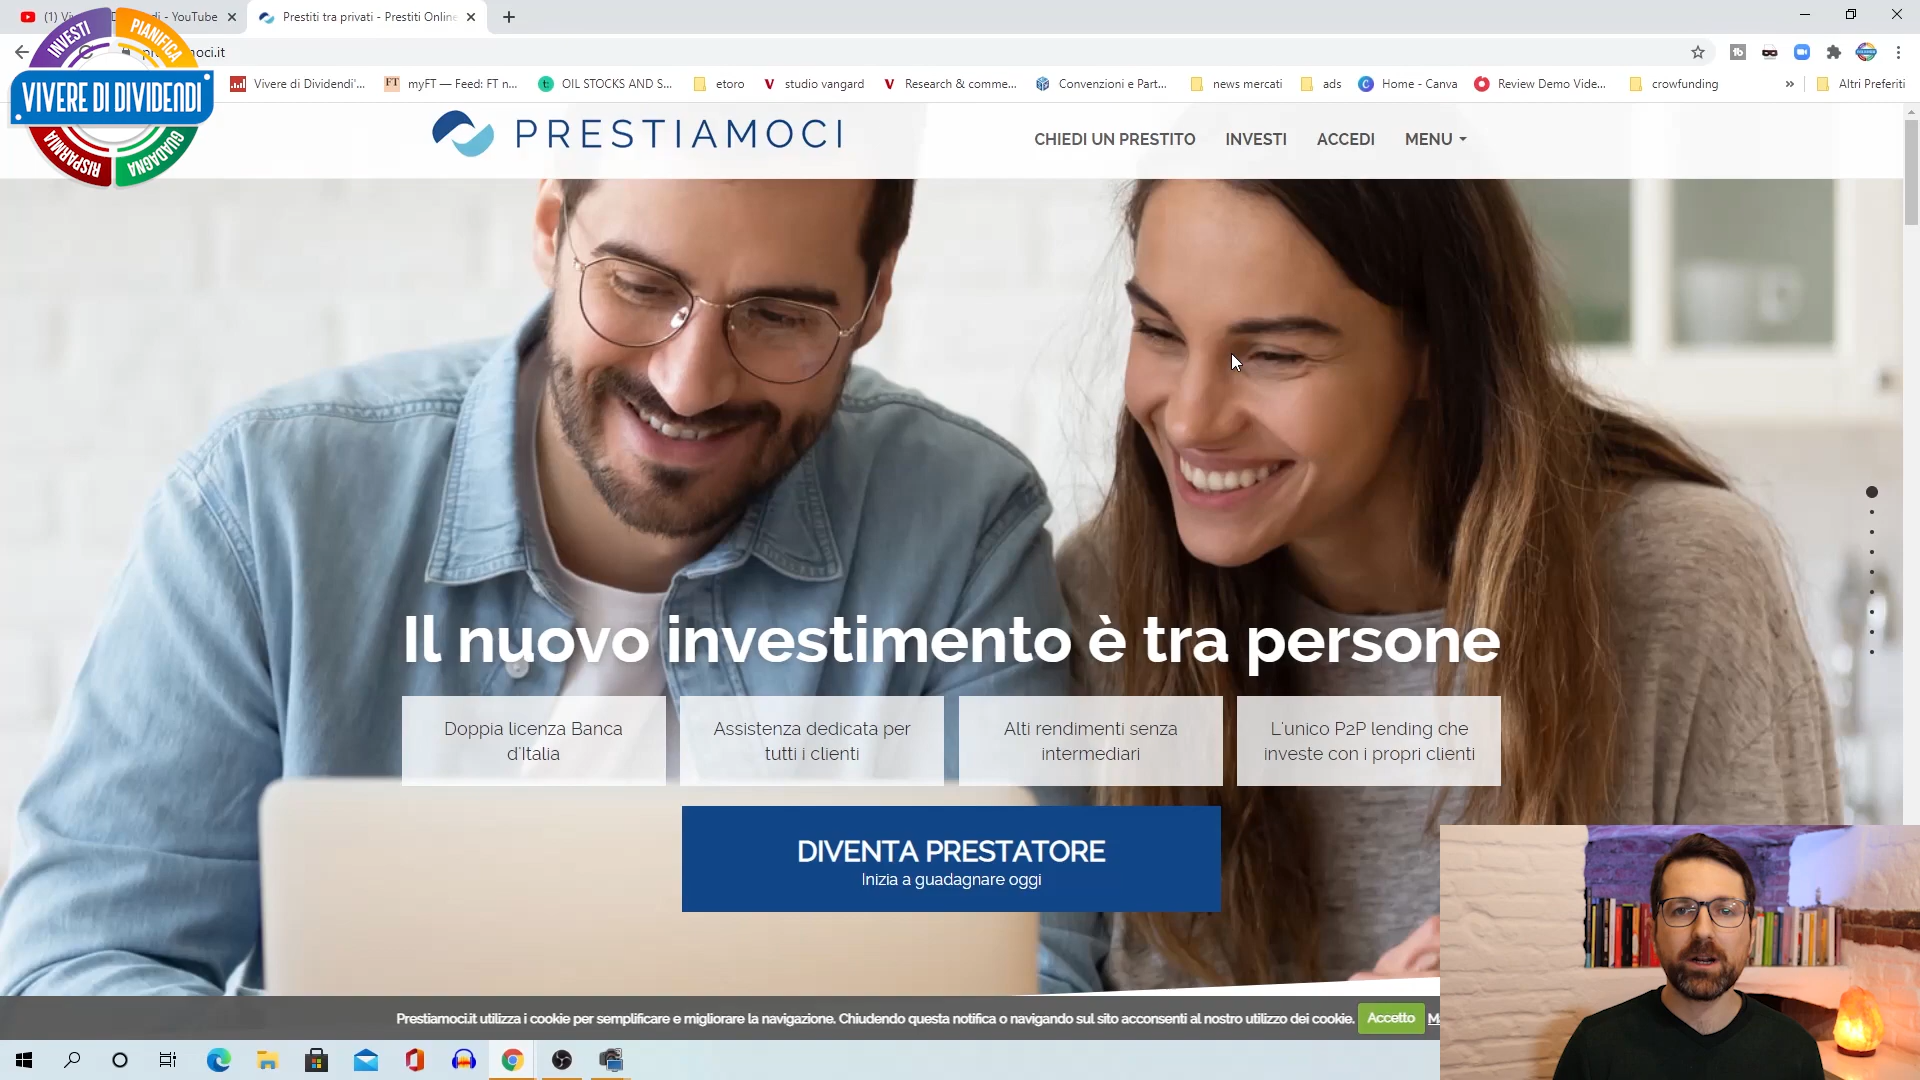 - YouTube
Prestiti tra privati - Prestiti Online
oci.it
INVESTI
PIANIFICA
VIVERE DI DIVIDENDI
RISPARMIA
GUADAGNA
Vivere di Dividendi'...
FT
myFT — Feed: FT n...
OIL STOCKS AND S...
etoro
studio vangard
Research & comme...
Convenzioni e Part...
news mercati
ads
Home - Canva
Review Demo Vide...
crowfunding
»
Altri Preferiti
PRESTIAMOCI
CHIEDI UN PRESTITO
INVESTI
ACCEDI
MENU
Il nuovo investimento è tra persone
Doppia licenza Banca
d'Italia
Assistenza dedicata per
tutti i clienti
Alti rendimenti senza
intermediari
L'unico P2P lending che
investe con i propri clienti
DIVENTA PRESTATORE
Inizia a guadagnare oggi
Prestiamoci.it utilizza i cookie per semplificare e migliorare la navigazione. Chiudendo questa notifica o navigando sul sito acconsenti al nostro utilizzo dei cookie.
Accetto